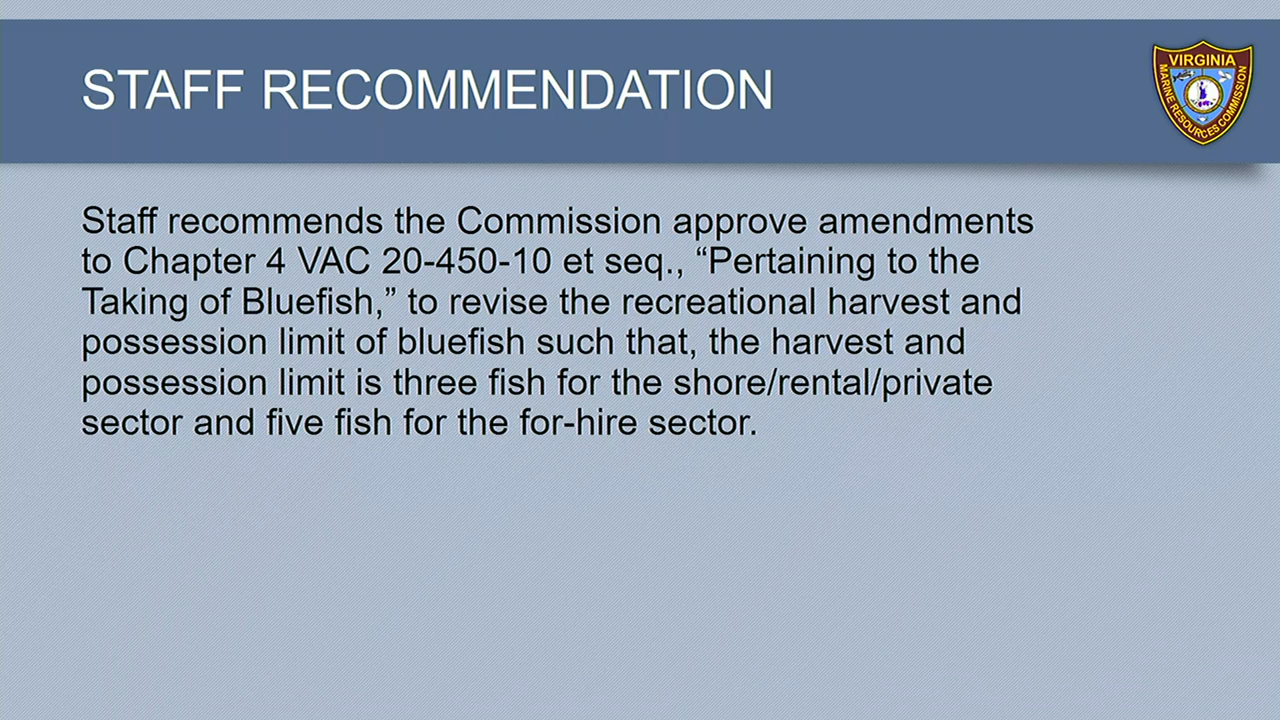 STAFF RECOMMENDATION
VIRGINIA
MARINE RESOURCES COMMISSION
Staff recommends the Commission approve amendments
to Chapter 4 VAC 20-450-10 et seq., “Pertaining to the
Taking of Bluefish,” to revise the recreational harvest and
possession limit of bluefish such that, the harvest and
possession limit is three fish for the shore/rental/private
sector and five fish for the for-hire sector.